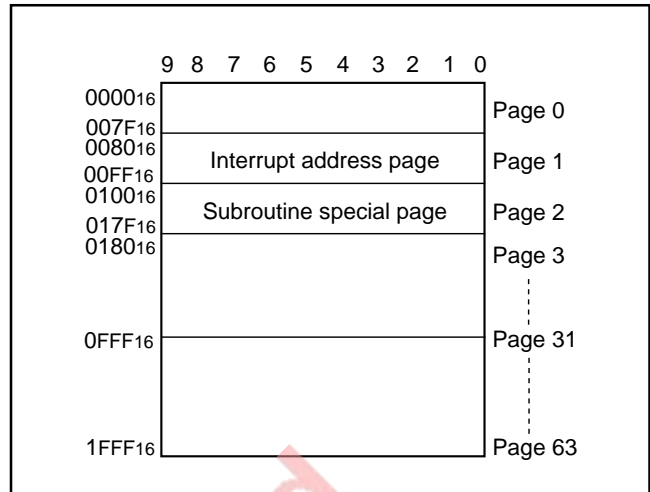 9 8 7 6 5 4 3 2 1 0
000016
Page 0
007F16
008016
Interrupt address page
Page 1
00FF16
010016
Subroutine special page
Page 2
017F16
018016
Page 3
0FFF16
Page 31
1FFF16
Page 63